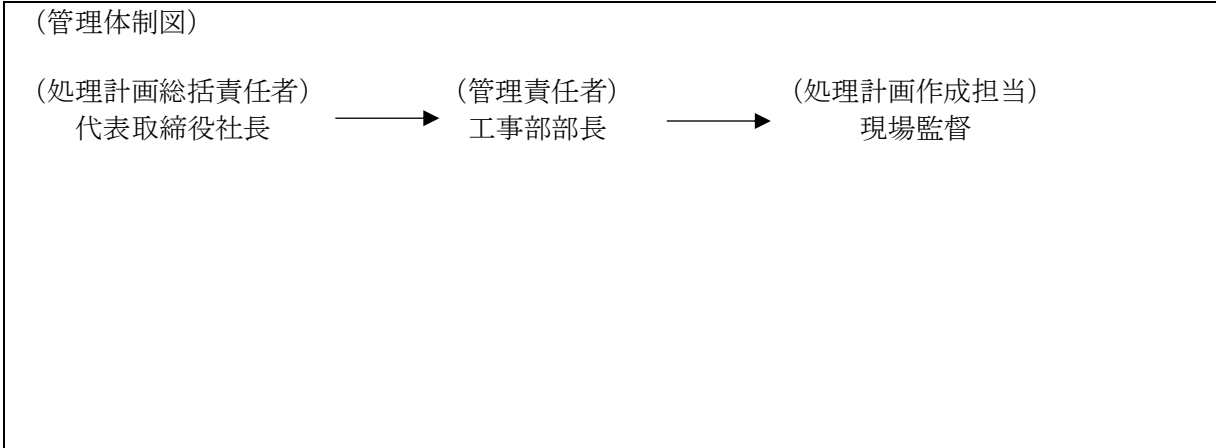 （管理体制図）
（処理計画総括責任者） （管理責任者） （処理計画作成担当）
代表取締役社長 工事部部長 現場監督